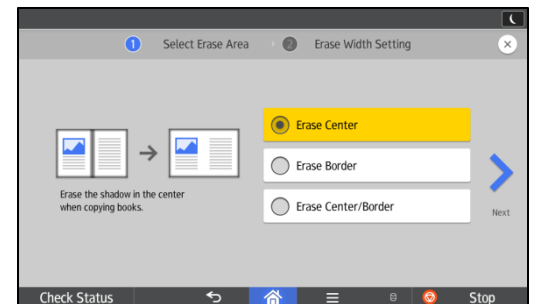 1 Select Erase Area 2 Erase Width Setting
Erase Center
Erase Border
Erase the shadow in the center
when copying books.
Erase Center/Border
Next
Check Status Stop